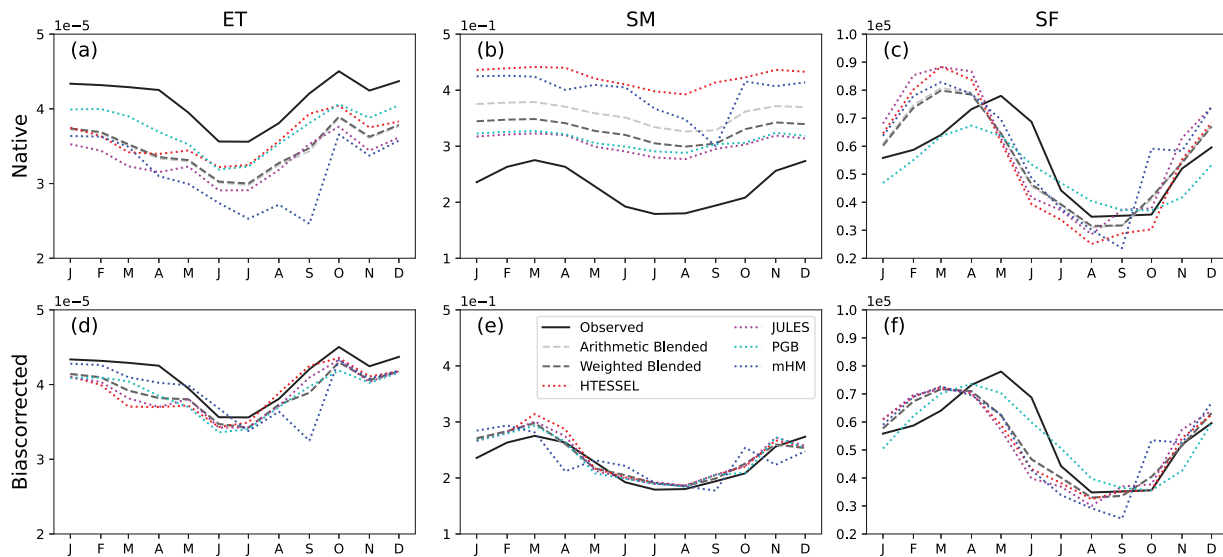 ET SM SF
1e−5 1e−1 1e5
Native
(a) (b) (c)
5 5 1.0
4 4 0.9
3 3 0.8
2 2 0.7
1 0.6
0.5
0.4
0.3
0.2
J F M A M J J A S O N D J F M A M J J A S O N D J F M A M J J A S O N D
1e−5 1e−1 1e5
Biascorrected
(d) (e) (f)
5 5 1.0
4 4 0.9
3 3 0.8
2 2 0.7
1 0.6
0.5
0.4
0.3
0.2
Observed
Arithmetic Blended
Weighted Blended
HTESSEL
JULES
PGB
mHM
J F M A M J J A S O N D J F M A M J J A S O N D J F M A M J J A S O N D